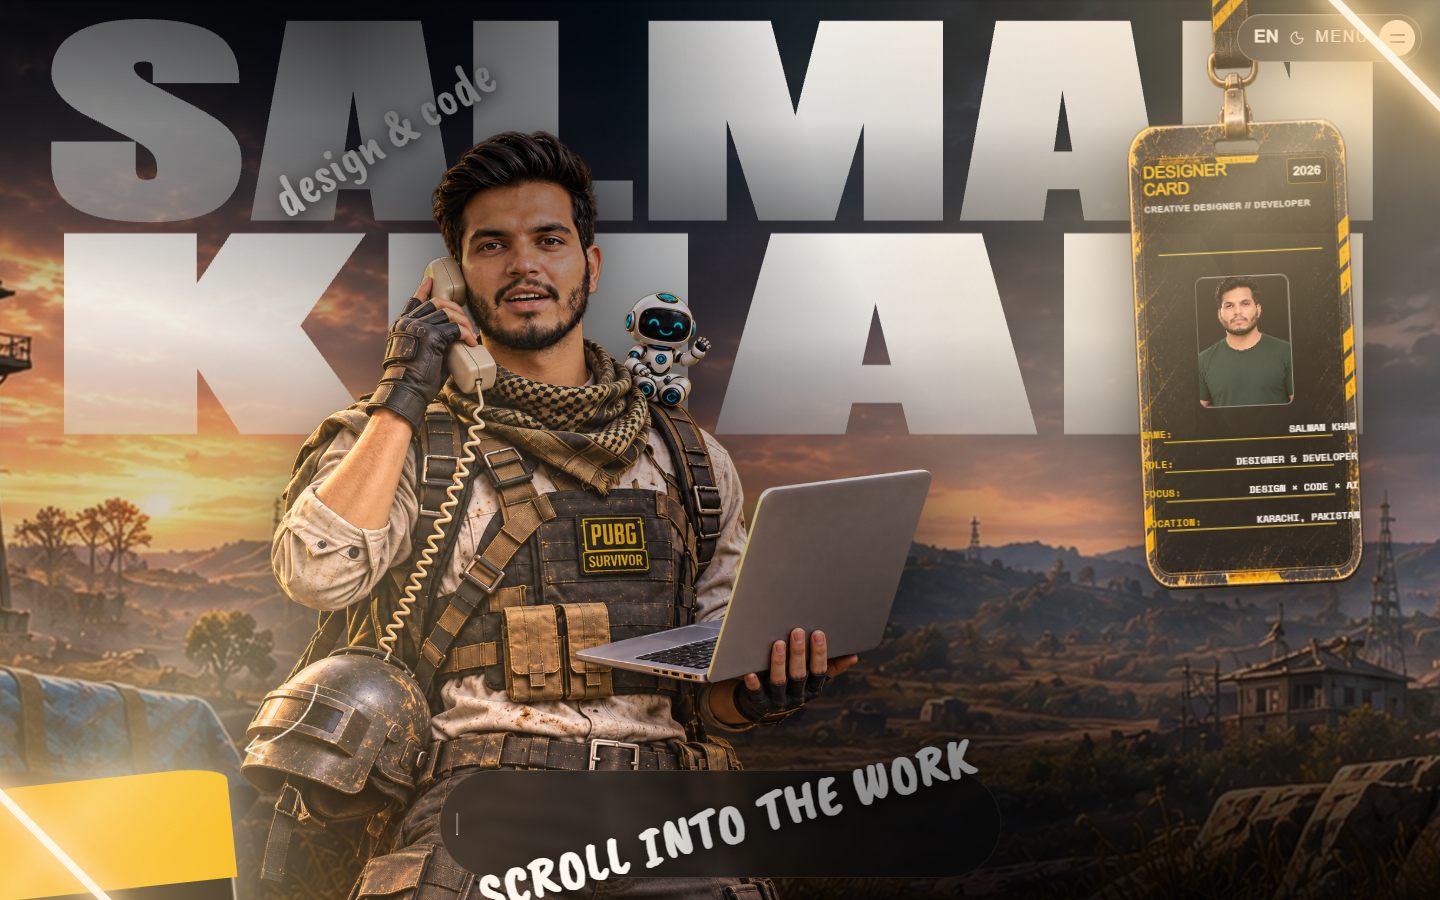 SALMAN
KHAN
design & code
EN MENU
DESIGNER
CARD
2026
CREATIVE DESIGNER // DEVELOPER
NAME: SALMAN KHAN
ROLE: DESIGNER & DEVELOPER
FOCUS: DESIGN × CODE × AI
LOCATION: KARACHI, PAKISTAN
PUBG
SURVIVOR
SCROLL INTO THE WORK